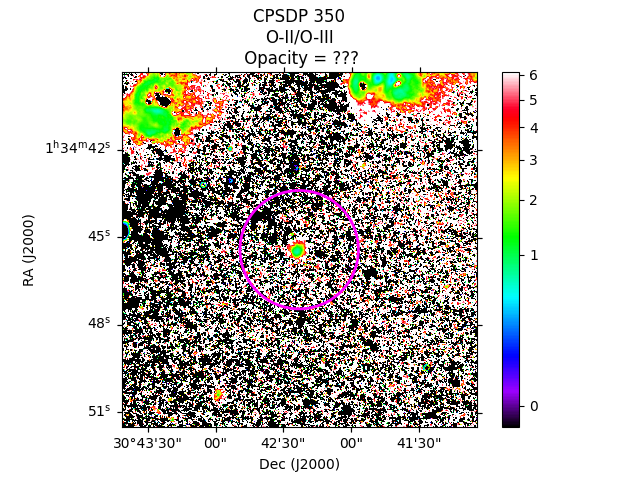 CPSDP 350
O-II/O-III
Opacity = ???
6
5
4
3
2
1
0
1ʰ34ᵐ42ˢ
45ˢ
48ˢ
51ˢ
RA (J2000)
30°43'30" 00" 42'30" 00" 41'30"
Dec (J2000)